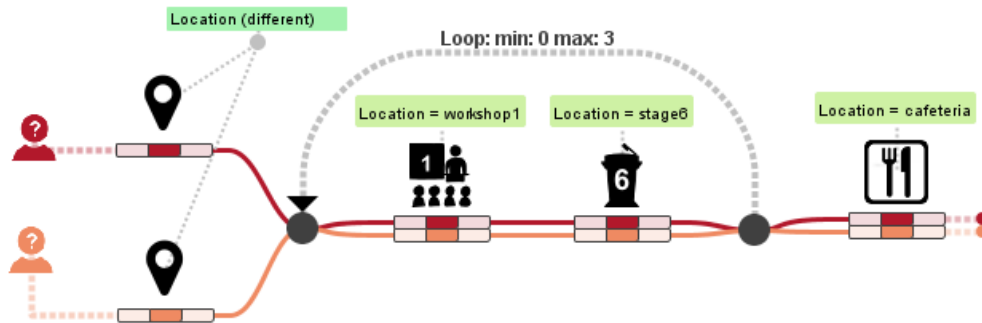 Location (different)
Loop: min: 0 max: 3
Location = workshop1
Location = stage6
Location = cafeteria
?
1
6
?